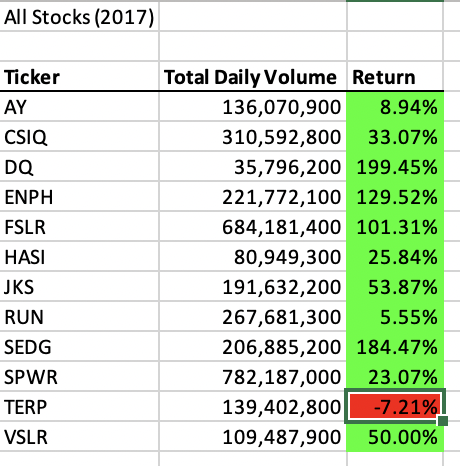 All Stocks (2017)
Ticker Total Daily Volume Return
AY 136,070,900 8.94%
CSIQ 310,592,800 33.07%
DQ 35,796,200 199.45%
ENPH 221,772,100 129.52%
FSLR 684,181,400 101.31%
HASI 80,949,300 25.84%
JKS 191,632,200 53.87%
RUN 267,681,300 5.55%
SEDG 206,885,200 184.47%
SPWR 782,187,000 23.07%
TERP 139,402,800 -7.21%
VSLR 109,487,900 50.00%